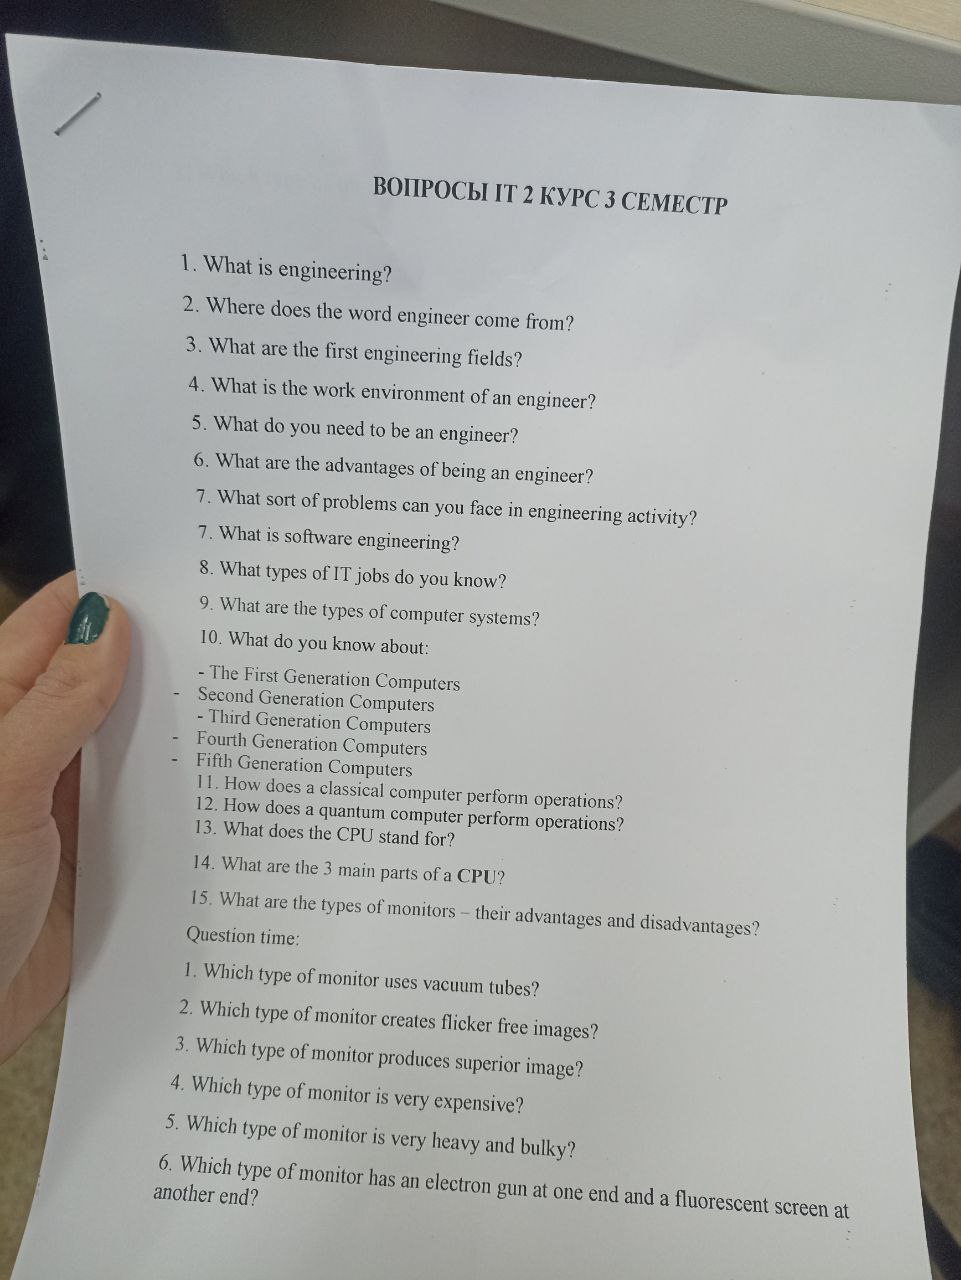 ВОПРОСЫ IT 2 КУРС 3 СЕМЕСТР
1. What is engineering?
2. Where does the word engineer come from?
3. What are the first engineering fields?
4. What is the work environment of an engineer?
5. What do you need to be an engineer?
6. What are the advantages of being an engineer?
7. What sort of problems can you face in engineering activity?
7. What is software engineering?
8. What types of IT jobs do you know?
9. What are the types of computer systems?
10. What do you know about:
- The First Generation Computers
- Second Generation Computers
- Third Generation Computers
- Fourth Generation Computers
- Fifth Generation Computers
11. How does a classical computer perform operations?
12. How does a quantum computer perform operations?
13. What does the CPU stand for?
14. What are the 3 main parts of a CPU?
15. What are the types of monitors – their advantages and disadvantages?
Question time:
1. Which type of monitor uses vacuum tubes?
2. Which type of monitor creates flicker free images?
3. Which type of monitor produces superior image?
4. Which type of monitor is very expensive?
5. Which type of monitor is very heavy and bulky?
6. Which type of monitor has an electron gun at one end and a fluorescent screen at
another end?